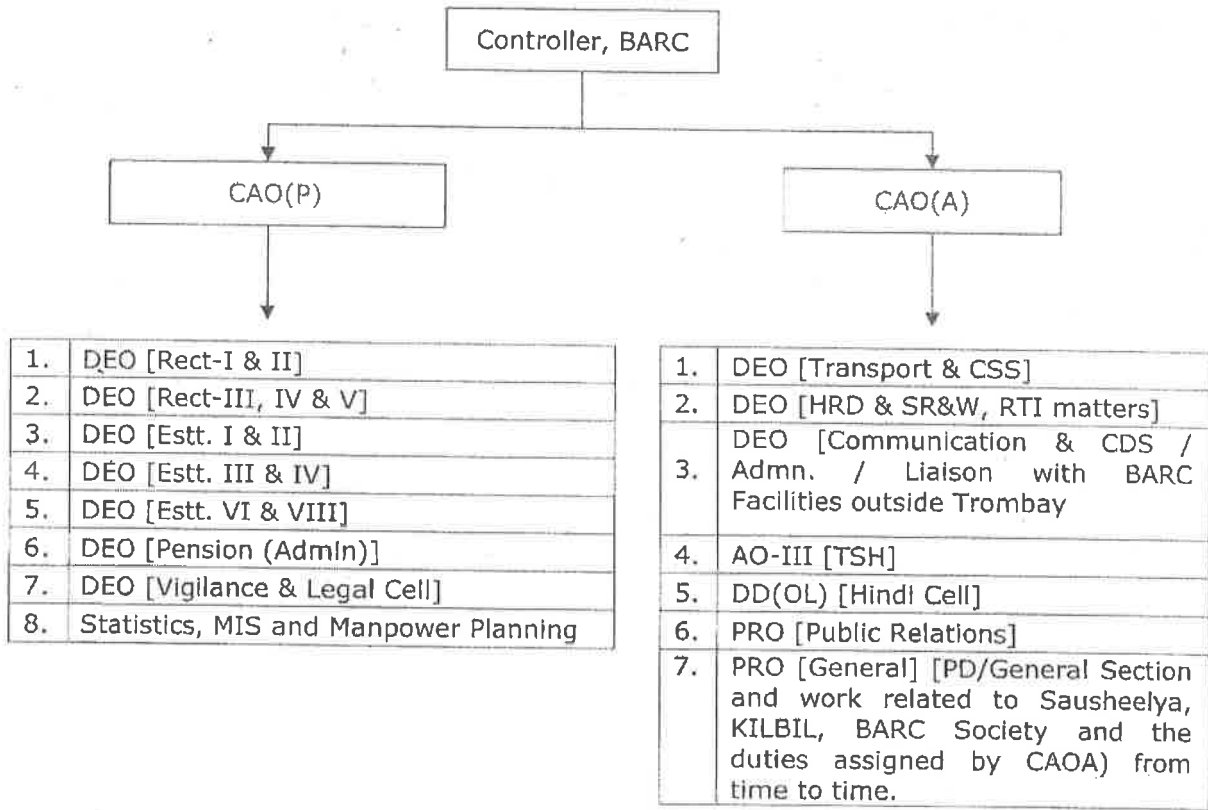 Controller, BARC
CAO(P)
CAO(A)
1. DEO [Rect-I & II]
2. DEO [Rect-III, IV & V]
3. DEO [Estt. I & II]
4. DEO [Estt. III & IV]
5. DEO [Estt. VI & VIII]
6. DEO [Pension (Admin)]
7. DEO [Vigilance & Legal Cell]
8. Statistics, MIS and Manpower Planning
1. DEO [Transport & CSS]
2. DEO [HRD & SR&W, RTI matters]
DEO [Communication & CDS /
3. Admn. / Liaison with BARC
Facilities outside Trombay
4. AO-III [TSH]
5. DD(OL) [Hindi Cell]
6. PRO [Public Relations]
7. PRO [General] [PD/General Section
and work related to Sausheelya,
KILBIL, BARC Society and the
duties assigned by CAOA) from
time to time.